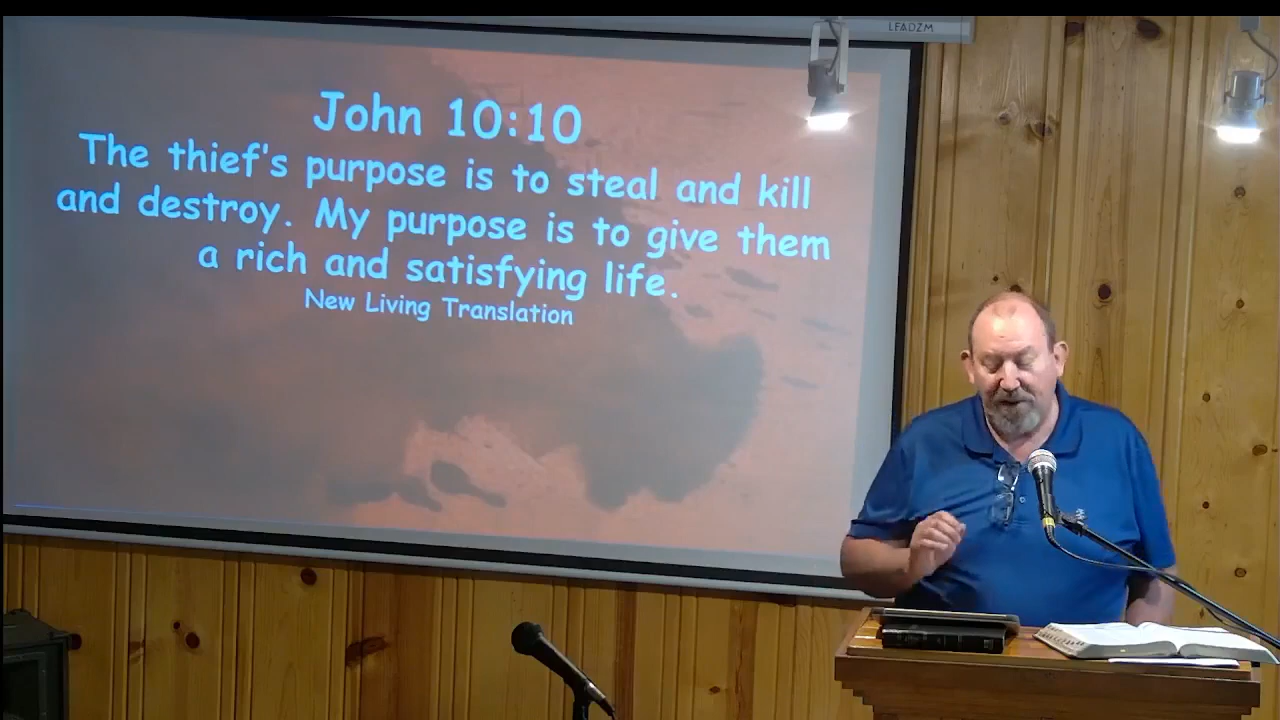 LEADZM
John 10:10
The thief's purpose is to steal and kill
and destroy. My purpose is to give them
a rich and satisfying life.
New Living Translation